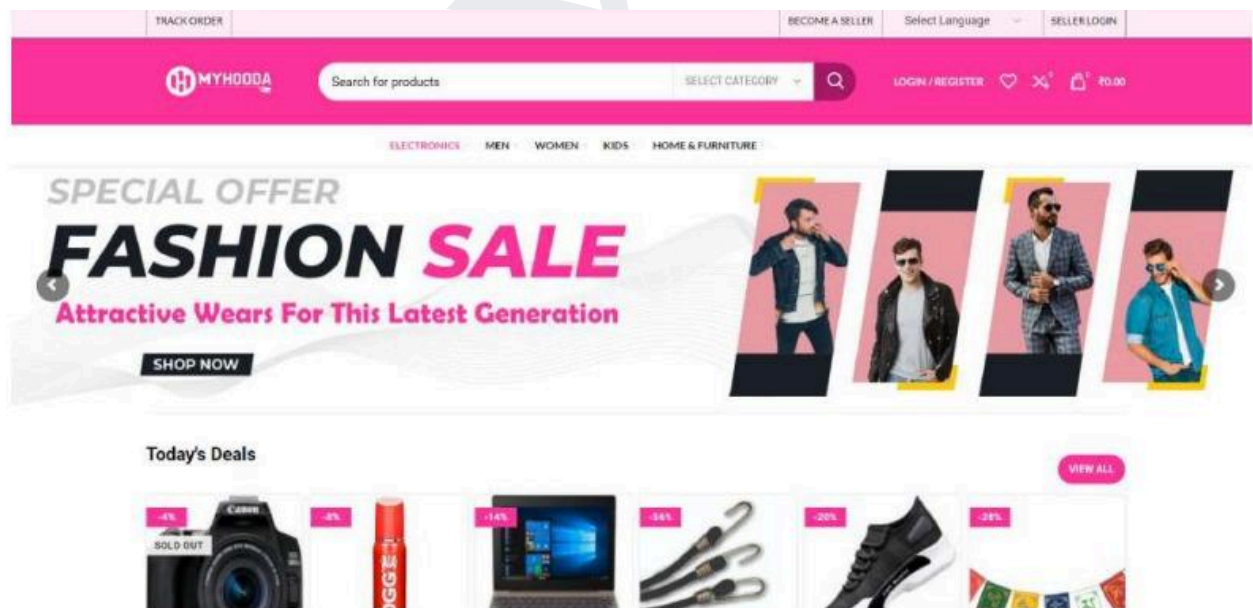 TRACK ORDER BECOME A SELLER Select Language SELLER LOGIN
MYHOODA Search for products SELECT CATEGORY LOGIN / REGISTER ₹0.00
ELECTRONICS MEN WOMEN KIDS HOME & FURNITURE
SPECIAL OFFER
FASHION SALE
Attractive Wears For This Latest Generation
SHOP NOW
Today's Deals
VIEW ALL
-4% -8% -14% -56% -20% -28%
Canon
SOLD OUT
OGG